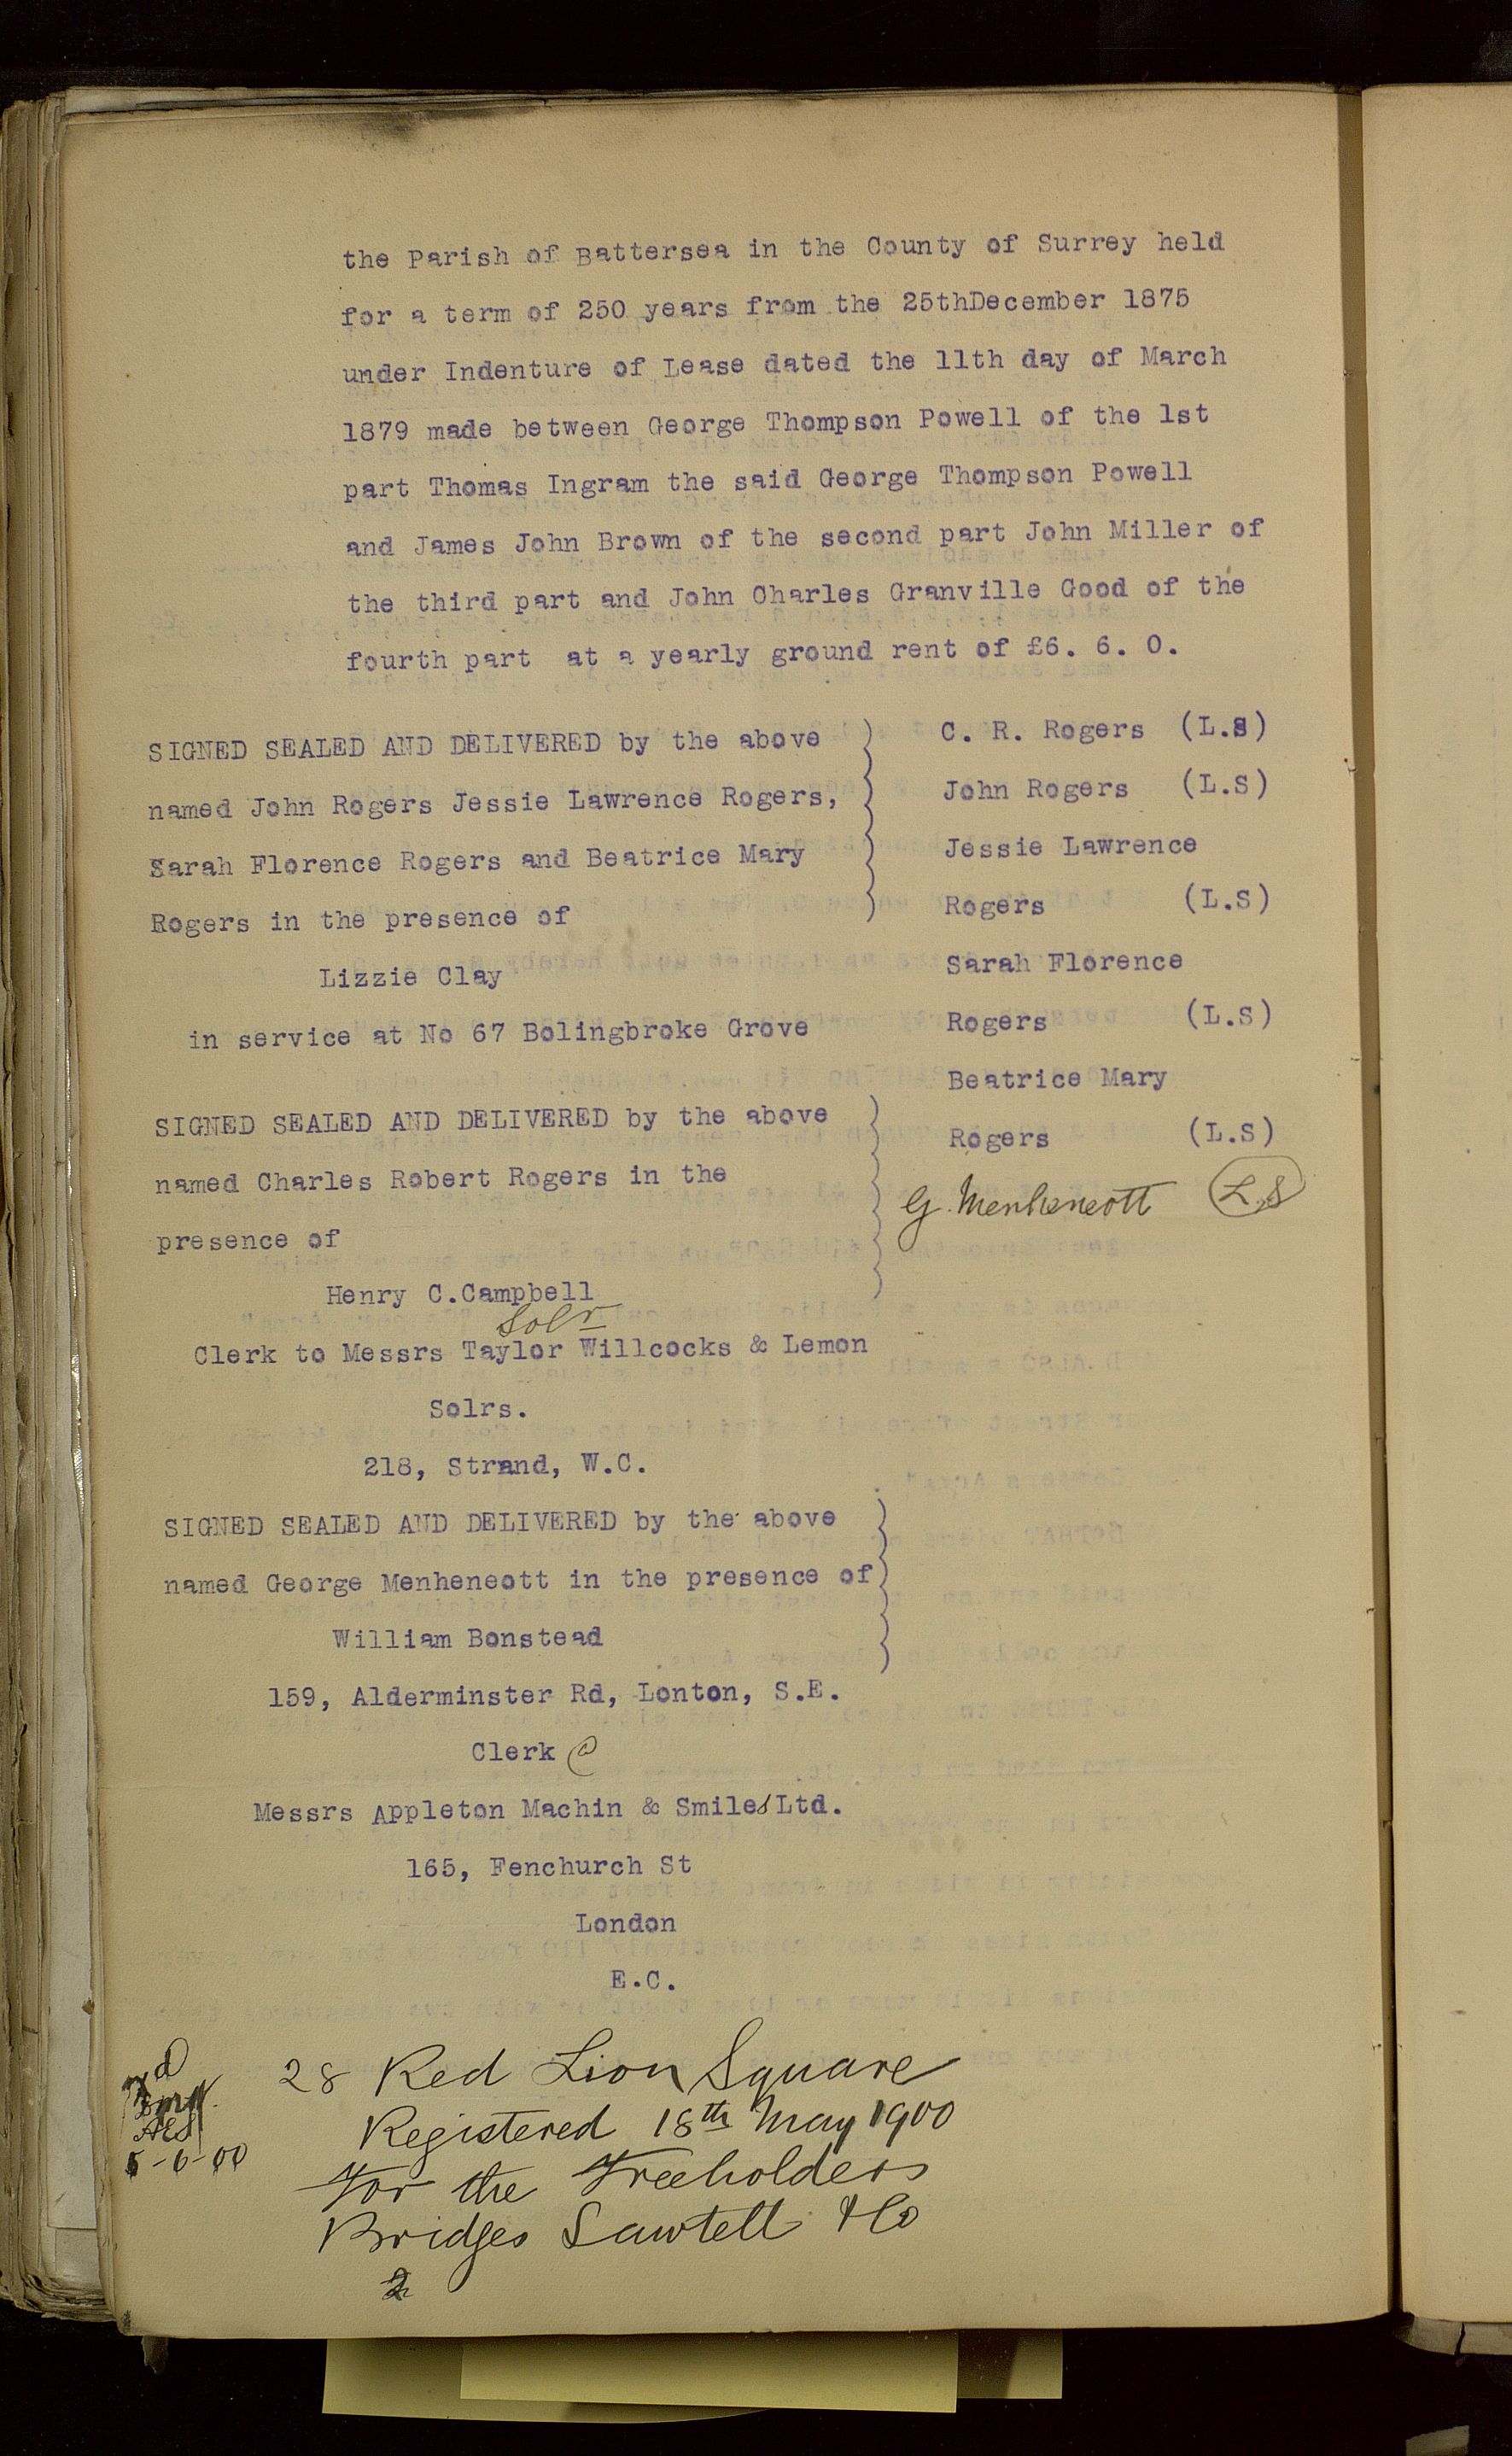 the Parish of Battersea in the County of Surrey held
for a term of 250 years from the 25thDecember 1875
under Indenture of Lease dated the 11th day of March
1879 made between George Thompson Powell of the 1st
part Thomas Ingram the said George Thompson Powell
and James John Brown of the second part John Miller of
the third part and John Charles Granville Good of the
fourth part at a yearly ground rent of £6. 6. 0.
SIGNED SEALED AND DELIVERED by the above
named John Rogers Jessie Lawrence Rogers,
Sarah Florence Rogers and Beatrice Mary
Rogers in the presence of
Lizzie Clay
in service at No 67 Bolingbroke Grove
C. R. Rogers (L.S)
John Rogers (L.S)
Jessie Lawrence
Rogers (L.S)
Sarah Florence
Rogers (L.S)
Beatrice Mary
Rogers (L.S)
G. Menheneott L.S
SIGNED SEALED AND DELIVERED by the above
named Charles Robert Rogers in the
presence of
Henry C.Campbell
Solr
Clerk to Messrs Taylor Willcocks & Lemon
Solrs.
218, Strand, W.C.
SIGNED SEALED AND DELIVERED by the above
named George Menheneott in the presence of
William Bonstead
159, Alderminster Rd, Lonton, S.E.
Clerk @
Messrs Appleton Machin & Smiles Ltd.
165, Fenchurch St
London
E.C.
28 Red Lion Square
Registered 18th May 1900
For the Freeholders
Bridges Sawtell & Co
2
AES
5-6-00